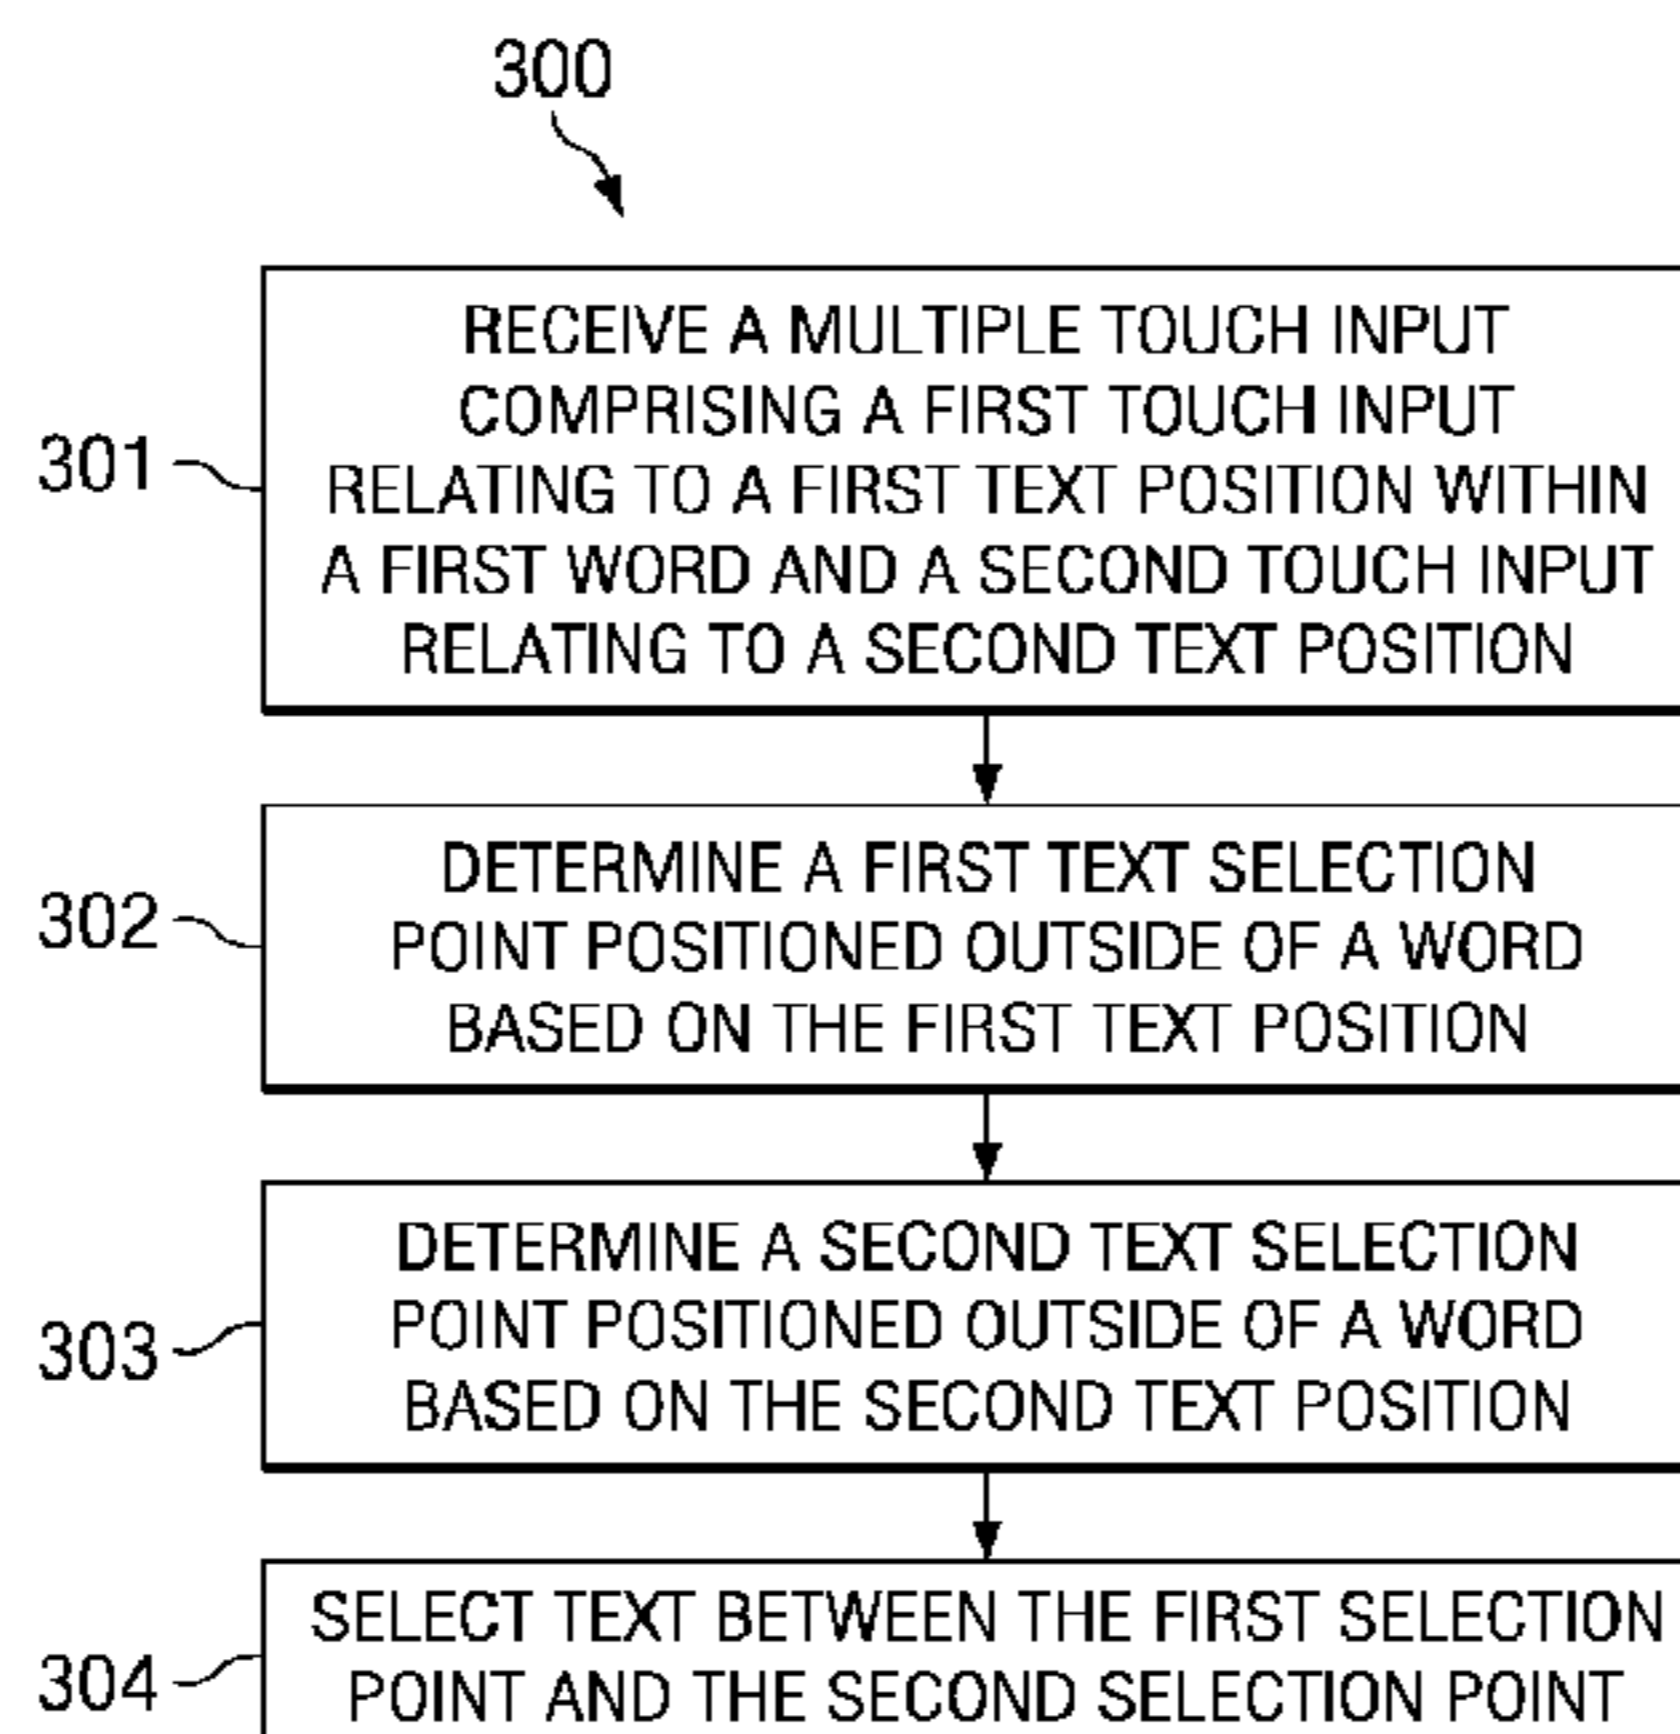 300
301
RECEIVE A MULTIPLE TOUCH INPUT
COMPRISING A FIRST TOUCH INPUT
RELATING TO A FIRST TEXT POSITION WITHIN
A FIRST WORD AND A SECOND TOUCH INPUT
RELATING TO A SECOND TEXT POSITION
302
DETERMINE A FIRST TEXT SELECTION
POINT POSITIONED OUTSIDE OF A WORD
BASED ON THE FIRST TEXT POSITION
303
DETERMINE A SECOND TEXT SELECTION
POINT POSITIONED OUTSIDE OF A WORD
BASED ON THE SECOND TEXT POSITION
304
SELECT TEXT BETWEEN THE FIRST SELECTION
POINT AND THE SECOND SELECTION POINT